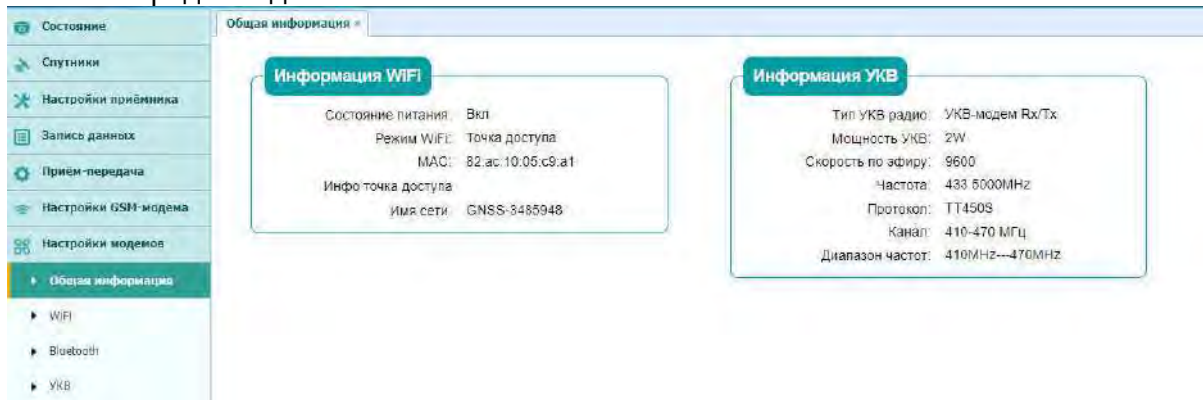 Состояние
Спутники
Настройки приёмника
Запись данных
Приём-передача
Настройки GSM-модема
Настройки модемов
Общая информация
WiFi
Bluetooth
УКВ
Общая информация ×
Информация WiFi
Состояние питания: Вкл
Режим WiFi: Точка доступа
MAC: 82:ac:10:05:c9:a1
Инфо точка доступа
Имя сети: GNSS-3485948
Информация УКВ
Тип УКВ радио: УКВ-модем Rx/Tx
Мощность УКВ: 2W
Скорость по эфиру: 9600
Частота: 433.5000MHz
Протокол: TT450S
Канал: 410-470 МГц
Диапазон частот: 410MHz---470MHz